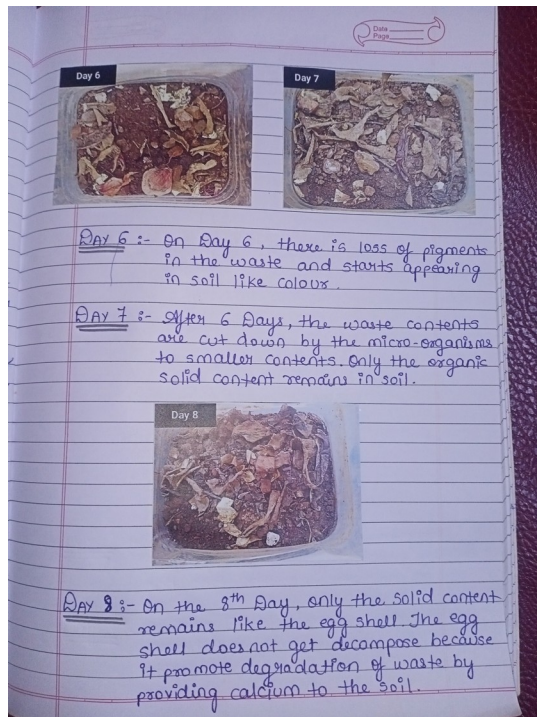 Date
Page
Day 6
Day 7
DAY 6 :- On Day 6, there is loss of pigments
in the waste and starts appearing
in soil like colour.
DAY 7 :- After 6 Days, the waste contents
are cut down by the micro-organisms
to smaller contents. Only the organic
solid content remains in soil.
Day 8
DAY 8 :- On the 8th Day, only the solid content
remains like the egg shell. The egg
shell does not get decompose because
it promote degradation of waste by
providing calcium to the soil.